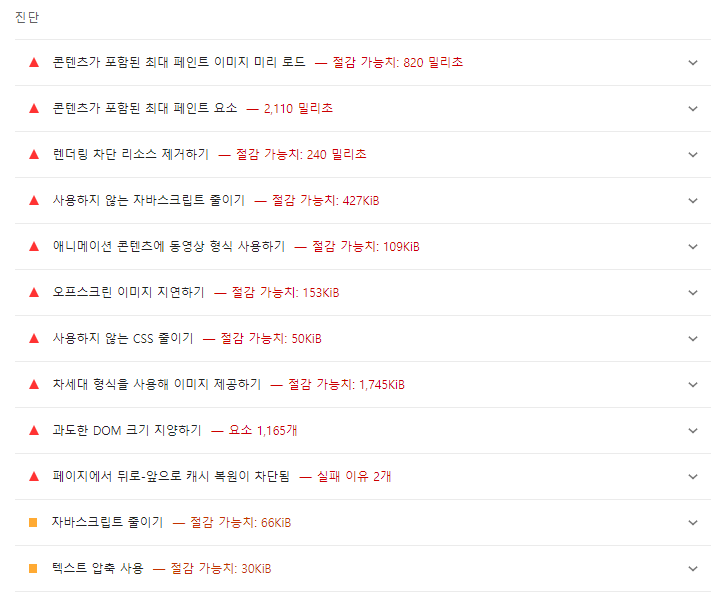 진단
콘텐츠가 포함된 최대 페인트 이미지 미리 로드 — 절감 가능치: 820 밀리초
콘텐츠가 포함된 최대 페인트 요소 — 2,110 밀리초
렌더링 차단 리소스 제거하기 — 절감 가능치: 240 밀리초
사용하지 않는 자바스크립트 줄이기 — 절감 가능치: 427KiB
애니메이션 콘텐츠에 동영상 형식 사용하기 — 절감 가능치: 109KiB
오프스크린 이미지 지연하기 — 절감 가능치: 153KiB
사용하지 않는 CSS 줄이기 — 절감 가능치: 50KiB
차세대 형식을 사용해 이미지 제공하기 — 절감 가능치: 1,745KiB
과도한 DOM 크기 지양하기 — 요소 1,165개
페이지에서 뒤로-앞으로 캐시 복원이 차단됨 — 실패 이유 2개
자바스크립트 줄이기 — 절감 가능치: 66KiB
텍스트 압축 사용 — 절감 가능치: 30KiB